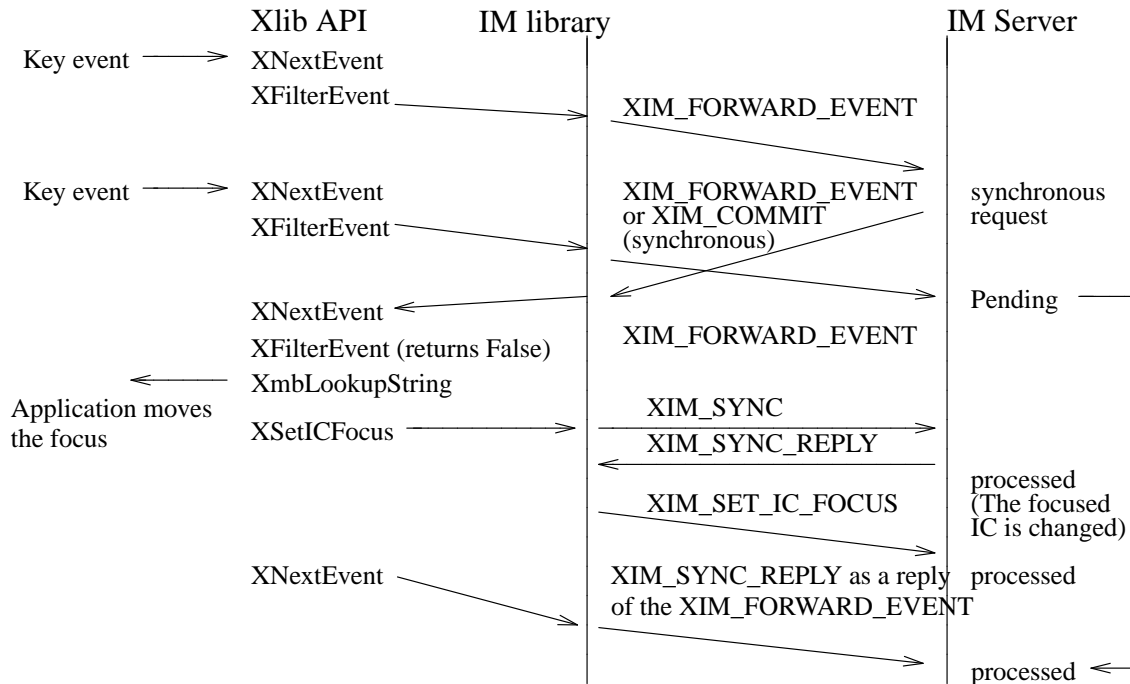 Xlib API IM library IM Server
Key event XNextEvent
XFilterEvent
XIM_FORWARD_EVENT
Key event XNextEvent XIM_FORWARD_EVENT synchronous
or XIM_COMMIT request
XFilterEvent (synchronous)
XNextEvent Pending
XFilterEvent (returns False) XIM_FORWARD_EVENT
XmbLookupString
Application moves
the focus
XIM_SYNC
XSetICFocus
XIM_SYNC_REPLY
processed
(The focused
IC is changed)
XIM_SET_IC_FOCUS
XNextEvent XIM_SYNC_REPLY as a reply processed
of the XIM_FORWARD_EVENT
processed